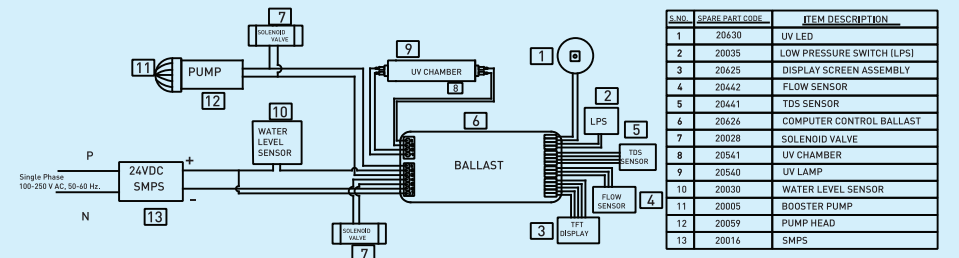 7
SOLENOID
VALVE
11
PUMP
12
9
UV CHAMBER
8
1
10
WATER
LEVEL
SENSOR
6
BALLAST
2
LPS
5
TDS
SENSOR
P
Single Phase
100-250 V AC, 50-60 Hz.
N
24VDC
SMPS
+
-
13
FLOW
SENSOR
4
3
TFT
DISPLAY
SOLENOID
VALVE
7
S.NO. SPARE PART CODE ITEM DESCRIPTION
1 20630 UV LED
2 20035 LOW PRESSURE SWITCH (LPS)
3 20625 DISPLAY SCREEN ASSEMBLY
4 20442 FLOW SENSOR
5 20441 TDS SENSOR
6 20626 COMPUTER CONTROL BALLAST
7 20028 SOLENOID VALVE
8 20541 UV CHAMBER
9 20540 UV LAMP
10 20030 WATER LEVEL SENSOR
11 20005 BOOSTER PUMP
12 20059 PUMP HEAD
13 20016 SMPS